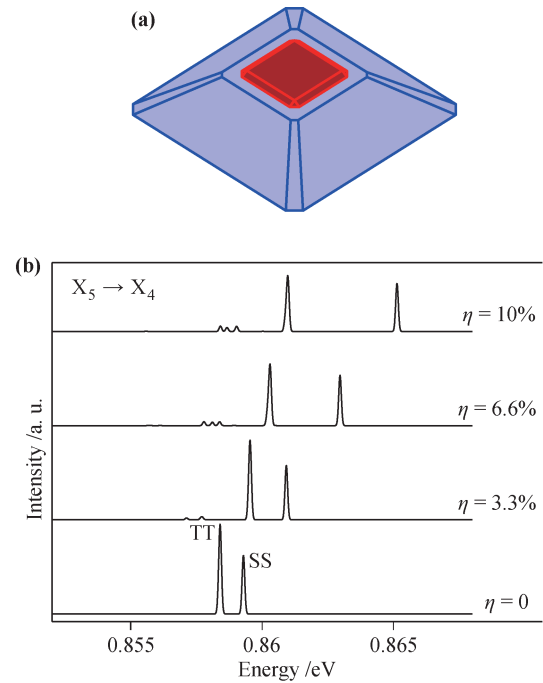 (a)
(b)
X₅ → X₄
η = 10%
η = 6.6%
η = 3.3%
TT
SS
η = 0
Intensity /a. u.
0.855
0.86
0.865
Energy /eV